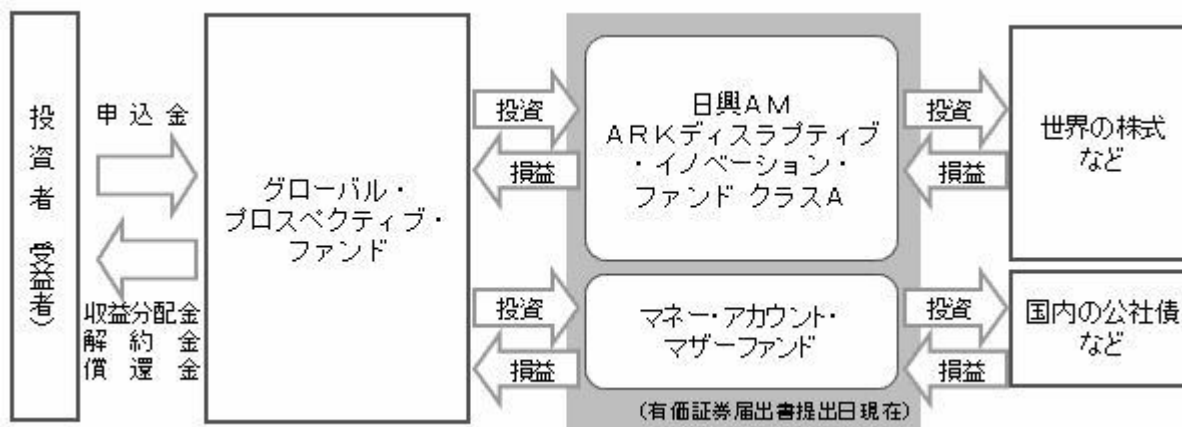 投資者（受益者）
申込金
収益分配金
解約金
償還金
グローバル・
プロスペクティブ・
ファンド
投資
損益
投資
損益
日興AM
ARKディスラプティブ
・イノベーション・
ファンド クラスA
マネー・アカウント・
マザーファンド
(有価証券届出書提出日現在)
投資
損益
投資
損益
世界の株式
など
国内の公社債
など